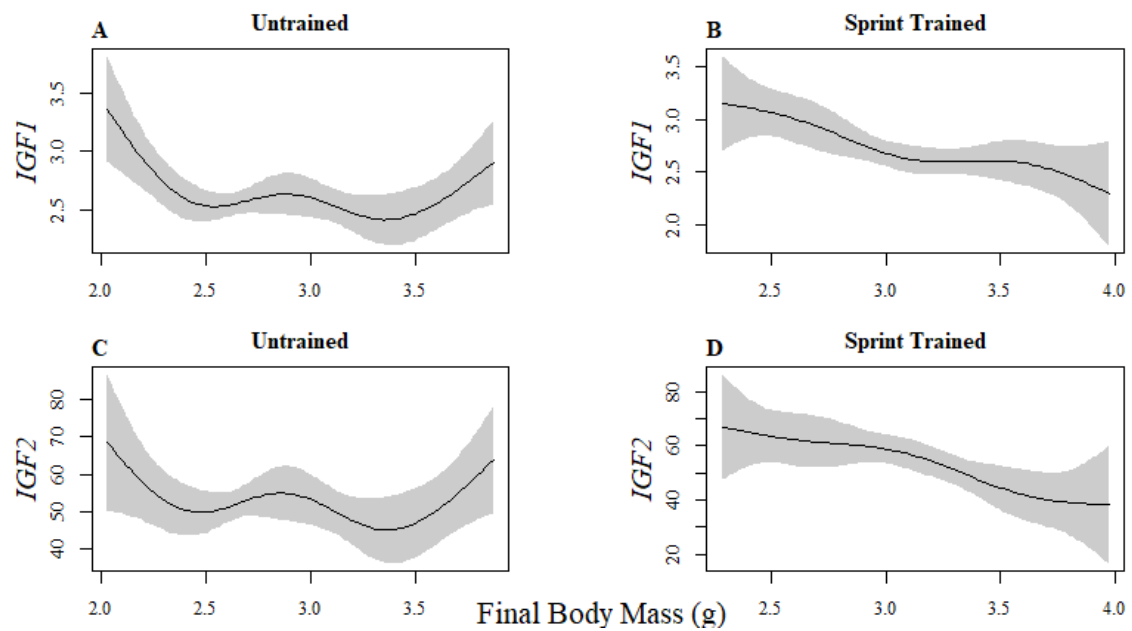 A Untrained
B Sprint Trained
IGF1
3.5
3.0
2.5
2.0 2.5 3.0 3.5
IGF1
3.5
3.0
2.5
2.0
2.5 3.0 3.5 4.0
C Untrained
D Sprint Trained
IGF2
80
70
60
50
40
2.0 2.5 3.0 3.5
IGF2
80
60
40
20
2.5 3.0 3.5 4.0
Final Body Mass (g)